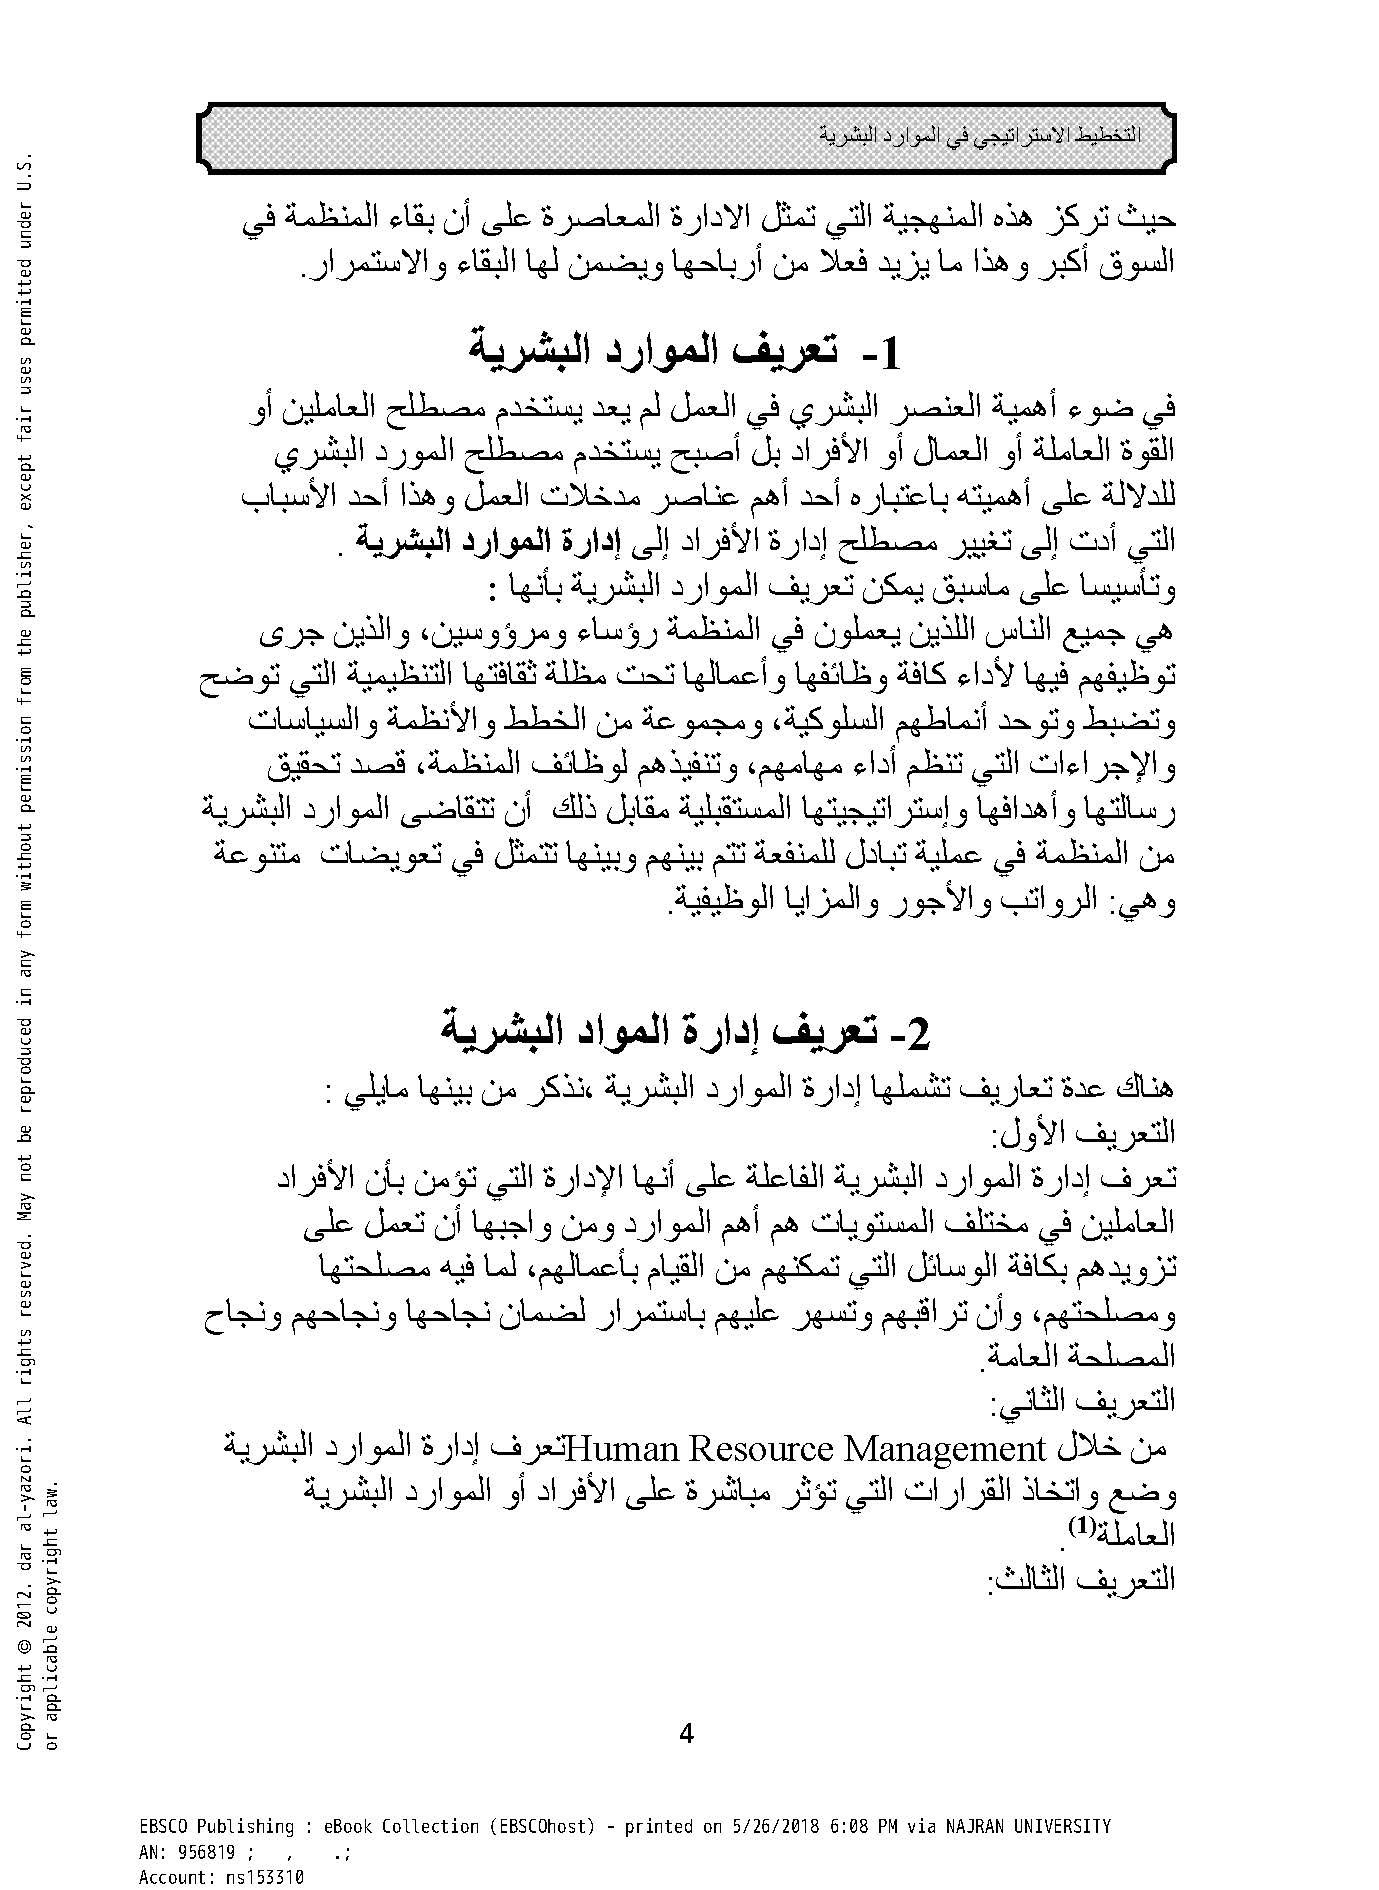 التخطيط الاستراتيجي في الموارد البشرية
حيث تركز هذه المنهجية التي تمثل الادارة المعاصرة على أن بقاء المنظمة في
السوق أكبر وهذا ما يزيد فعلا من أرباحها ويضمن لها البقاء والاستمرار.
1- تعريف الموارد البشرية
في ضوء أهمية العنصر البشري في العمل لم يعد يستخدم مصطلح العاملين أو
القوة العاملة أو العمال أو الأفراد بل أصبح يستخدم مصطلح المورد البشري
للدلالة على أهميته باعتباره أحد أهم عناصر مدخلات العمل وهذا أحد الأسباب
التي أدت إلى تغيير مصطلح إدارة الأفراد إلى إدارة الموارد البشرية .
وتأسيسا على ماسبق يمكن تعريف الموارد البشرية بأنها :
هي جميع الناس اللذين يعملون في المنظمة رؤساء ومرؤوسين، والذين جرى
توظيفهم فيها لأداء كافة وظائفها وأعمالها تحت مظلة ثقافتها التنظيمية التي توضح
وتضبط وتوحد أنماطهم السلوكية، ومجموعة من الخطط والأنظمة والسياسات
والإجراءات التي تنظم أداء مهامهم، وتنفيذهم لوظائف المنظمة، قصد تحقيق
رسالتها وأهدافها وإستراتيجيتها المستقبلية مقابل ذلك أن تتقاضى الموارد البشرية
من المنظمة في عملية تبادل للمنفعة تتم بينهم وبينها تتمثل في تعويضات متنوعة
وهي: الرواتب والأجور والمزايا الوظيفية.
2- تعريف إدارة المواد البشرية
هناك عدة تعاريف تشملها إدارة الموارد البشرية ،نذكر من بينها مايلي :
التعريف الأول:
تعرف إدارة الموارد البشرية الفاعلة على أنها الإدارة التي تؤمن بأن الأفراد
العاملين في مختلف المستويات هم أهم الموارد ومن واجبها أن تعمل على
تزويدهم بكافة الوسائل التي تمكنهم من القيام بأعمالهم، لما فيه مصلحتها
ومصلحتهم، وأن تراقبهم وتسهر عليهم باستمرار لضمان نجاحها ونجاحهم ونجاح
المصلحة العامة.
التعريف الثاني:
من خلال Human Resource Managementتعرف إدارة الموارد البشرية
وضع واتخاذ القرارات التي تؤثر مباشرة على الأفراد أو الموارد البشرية
العاملة(1).
التعريف الثالث:
4
Copyright © 2012. dar al-yazori. All rights reserved. May not be reproduced in any form without permission from the publisher, except fair uses permitted under U.S.
or applicable copyright law.
EBSCO Publishing : eBook Collection (EBSCOhost) - printed on 5/26/2018 6:08 PM via NAJRAN UNIVERSITY
AN: 956819 ; , .;
Account: ns153310